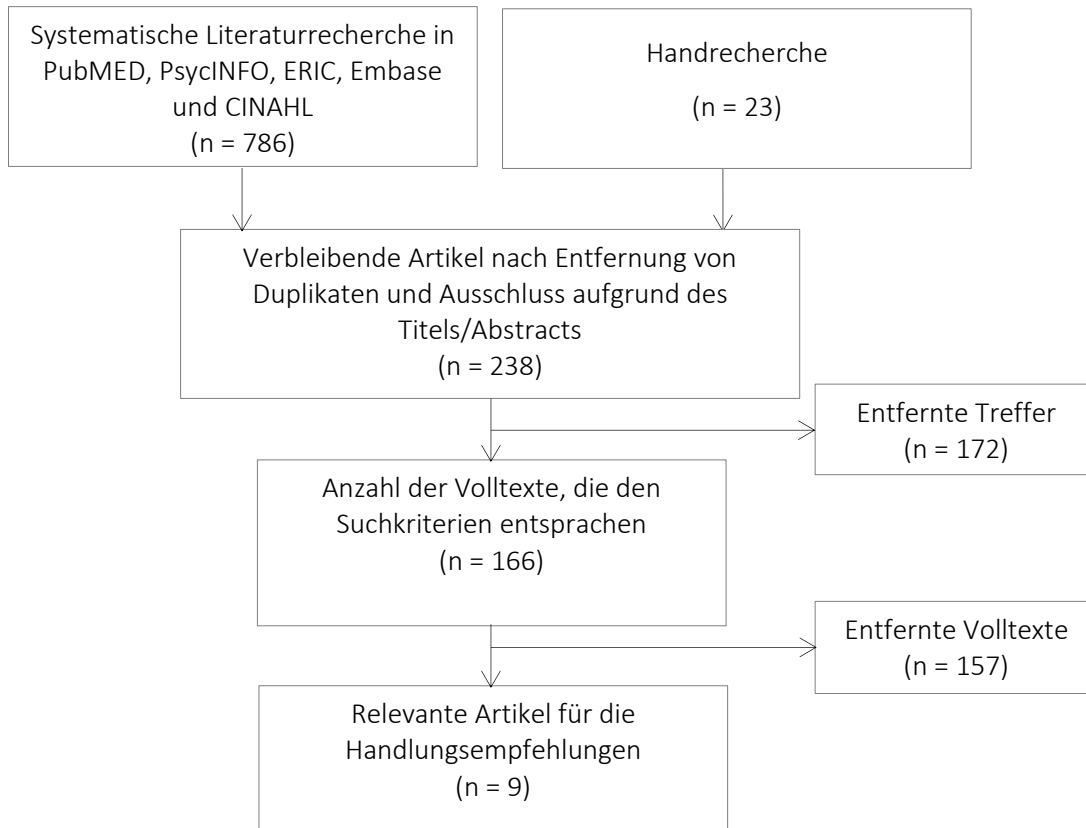 Systematische Literaturrecherche in
PubMED, PsycINFO, ERIC, Embase
und CINAHL
(n = 786)
Handrecherche
(n = 23)
Verbleibende Artikel nach Entfernung von
Duplikaten und Ausschluss aufgrund des
Titels/Abstracts
(n = 238)
Entfernte Treffer
(n = 172)
Anzahl der Volltexte, die den
Suchkriterien entsprachen
(n = 166)
Entfernte Volltexte
(n = 157)
Relevante Artikel für die
Handlungsempfehlungen
(n = 9)